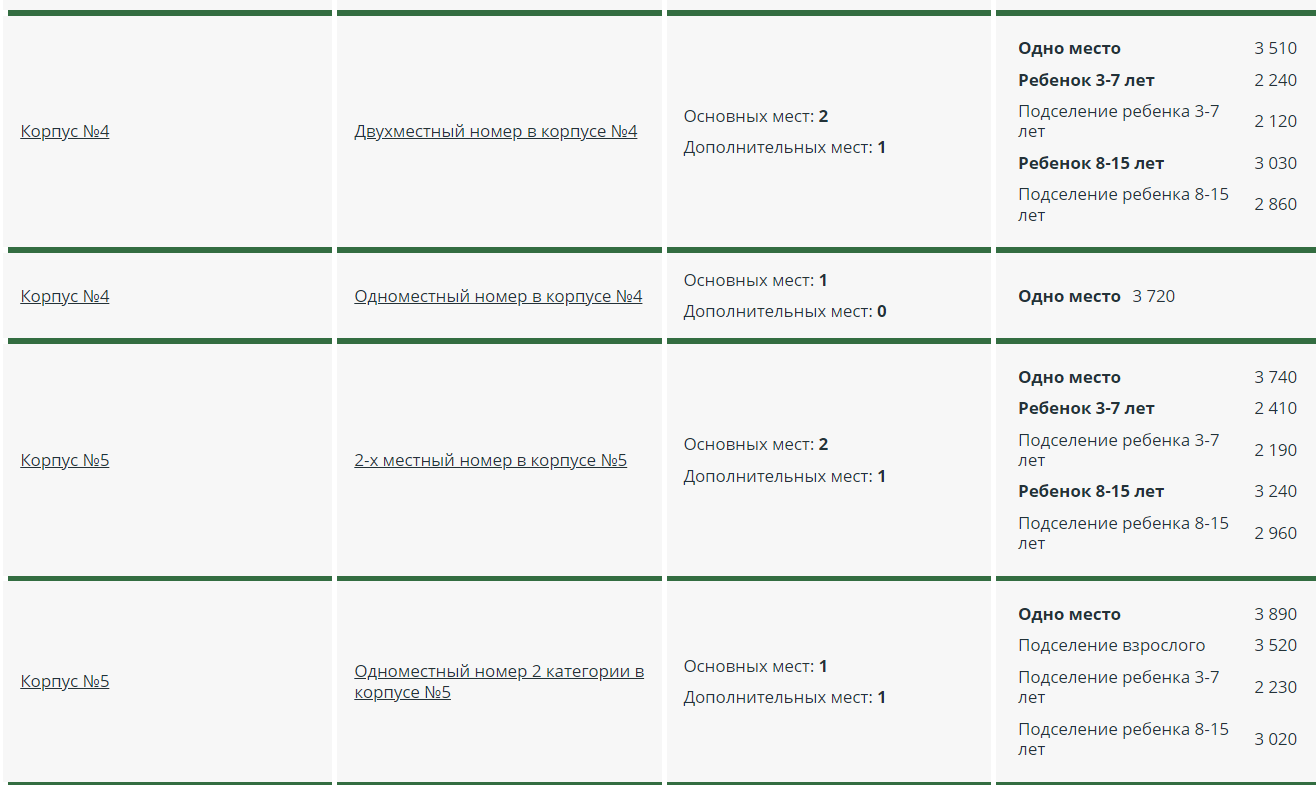 Корпус №4
Двухместный номер в корпусе №4
Основных мест: 2
Дополнительных мест: 1
Одно место 3 510
Ребенок 3-7 лет 2 240
Подселение ребенка 3-7
лет 2 120
Ребенок 8-15 лет 3 030
Подселение ребенка 8-15
лет 2 860
Корпус №4
Одноместный номер в корпусе №4
Основных мест: 1
Дополнительных мест: 0
Одно место 3 720
Корпус №5
2-х местный номер в корпусе №5
Основных мест: 2
Дополнительных мест: 1
Одно место 3 740
Ребенок 3-7 лет 2 410
Подселение ребенка 3-7
лет 2 190
Ребенок 8-15 лет 3 240
Подселение ребенка 8-15
лет 2 960
Корпус №5
Одноместный номер 2 категории в
корпусе №5
Основных мест: 1
Дополнительных мест: 1
Одно место 3 890
Подселение взрослого 3 520
Подселение ребенка 3-7
лет 2 230
Подселение ребенка 8-15
лет 3 020